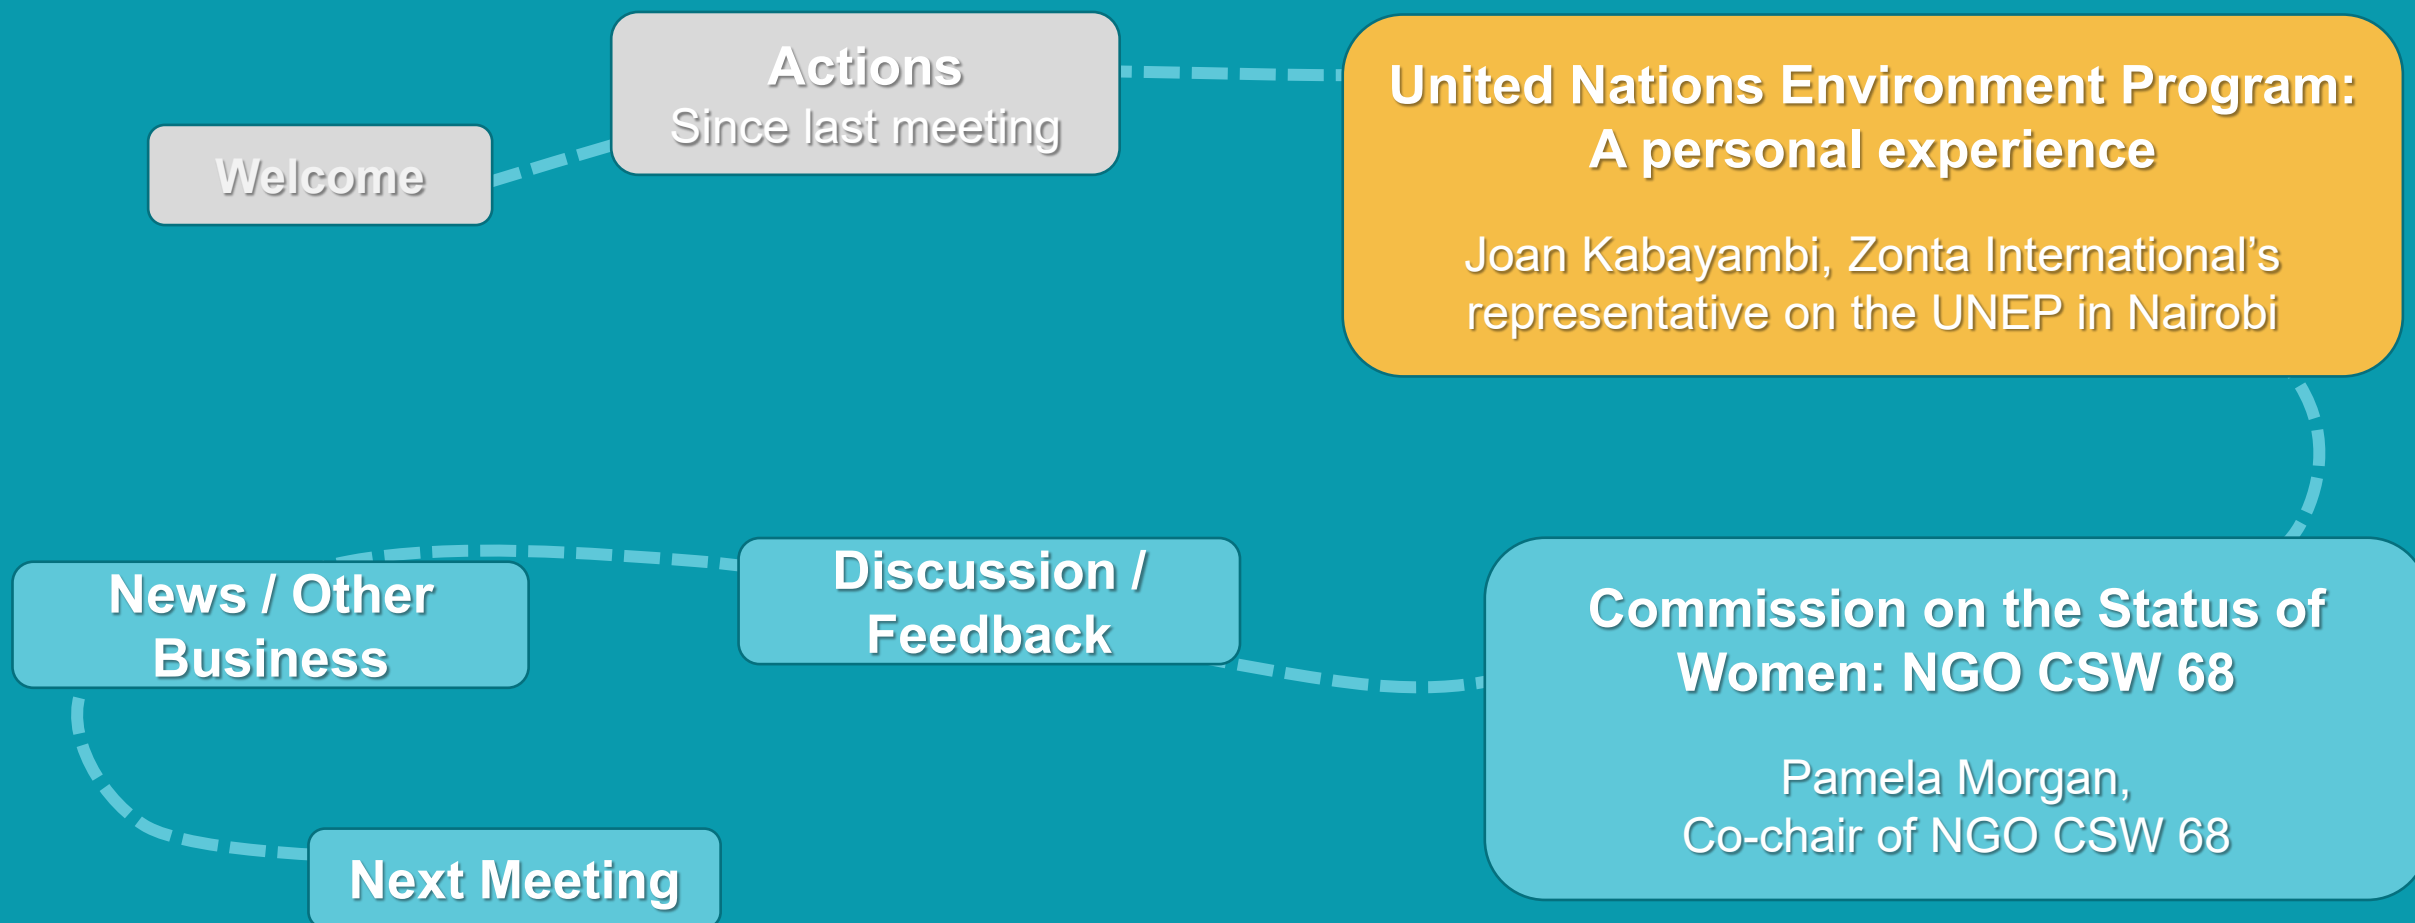 Welcome
Actions
Since last meeting
United Nations Environment Program:
A personal experience
Joan Kabayambi, Zonta International’s
representative on the UNEP in Nairobi
Commission on the Status of
Women: NGO CSW 68
Pamela Morgan,
Co-chair of NGO CSW 68
Discussion /
Feedback
News / Other
Business
Next Meeting